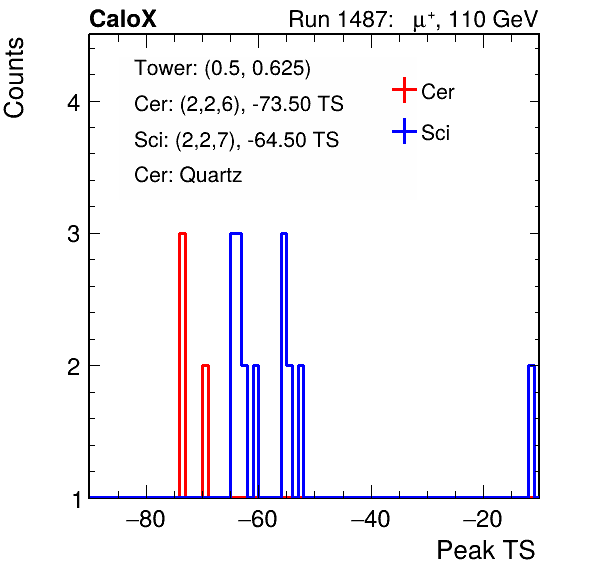 CaloX Run 1487: μ⁺, 110 GeV
Counts
Tower: (0.5, 0.625)
Cer: (2,2,6), -73.50 TS
Sci: (2,2,7), -64.50 TS
Cer: Quartz
Cer
Sci
4
3
2
1
−80 −60 −40 −20
Peak TS